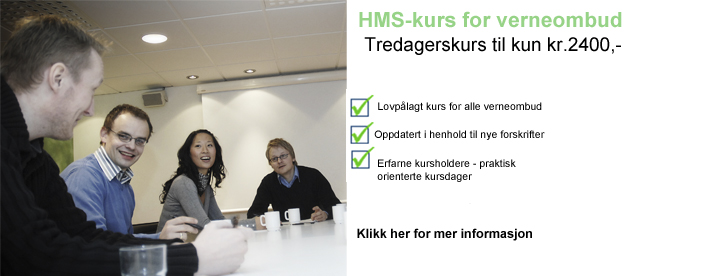 HMS-kurs for verneombud
Tredagerskurs til kun kr.2400,-
Lovpålagt kurs for alle verneombud
Oppdatert i henhold til nye forskrifter
Erfarne kursholdere - praktisk
orienterte kursdager
Klikk her for mer informasjon